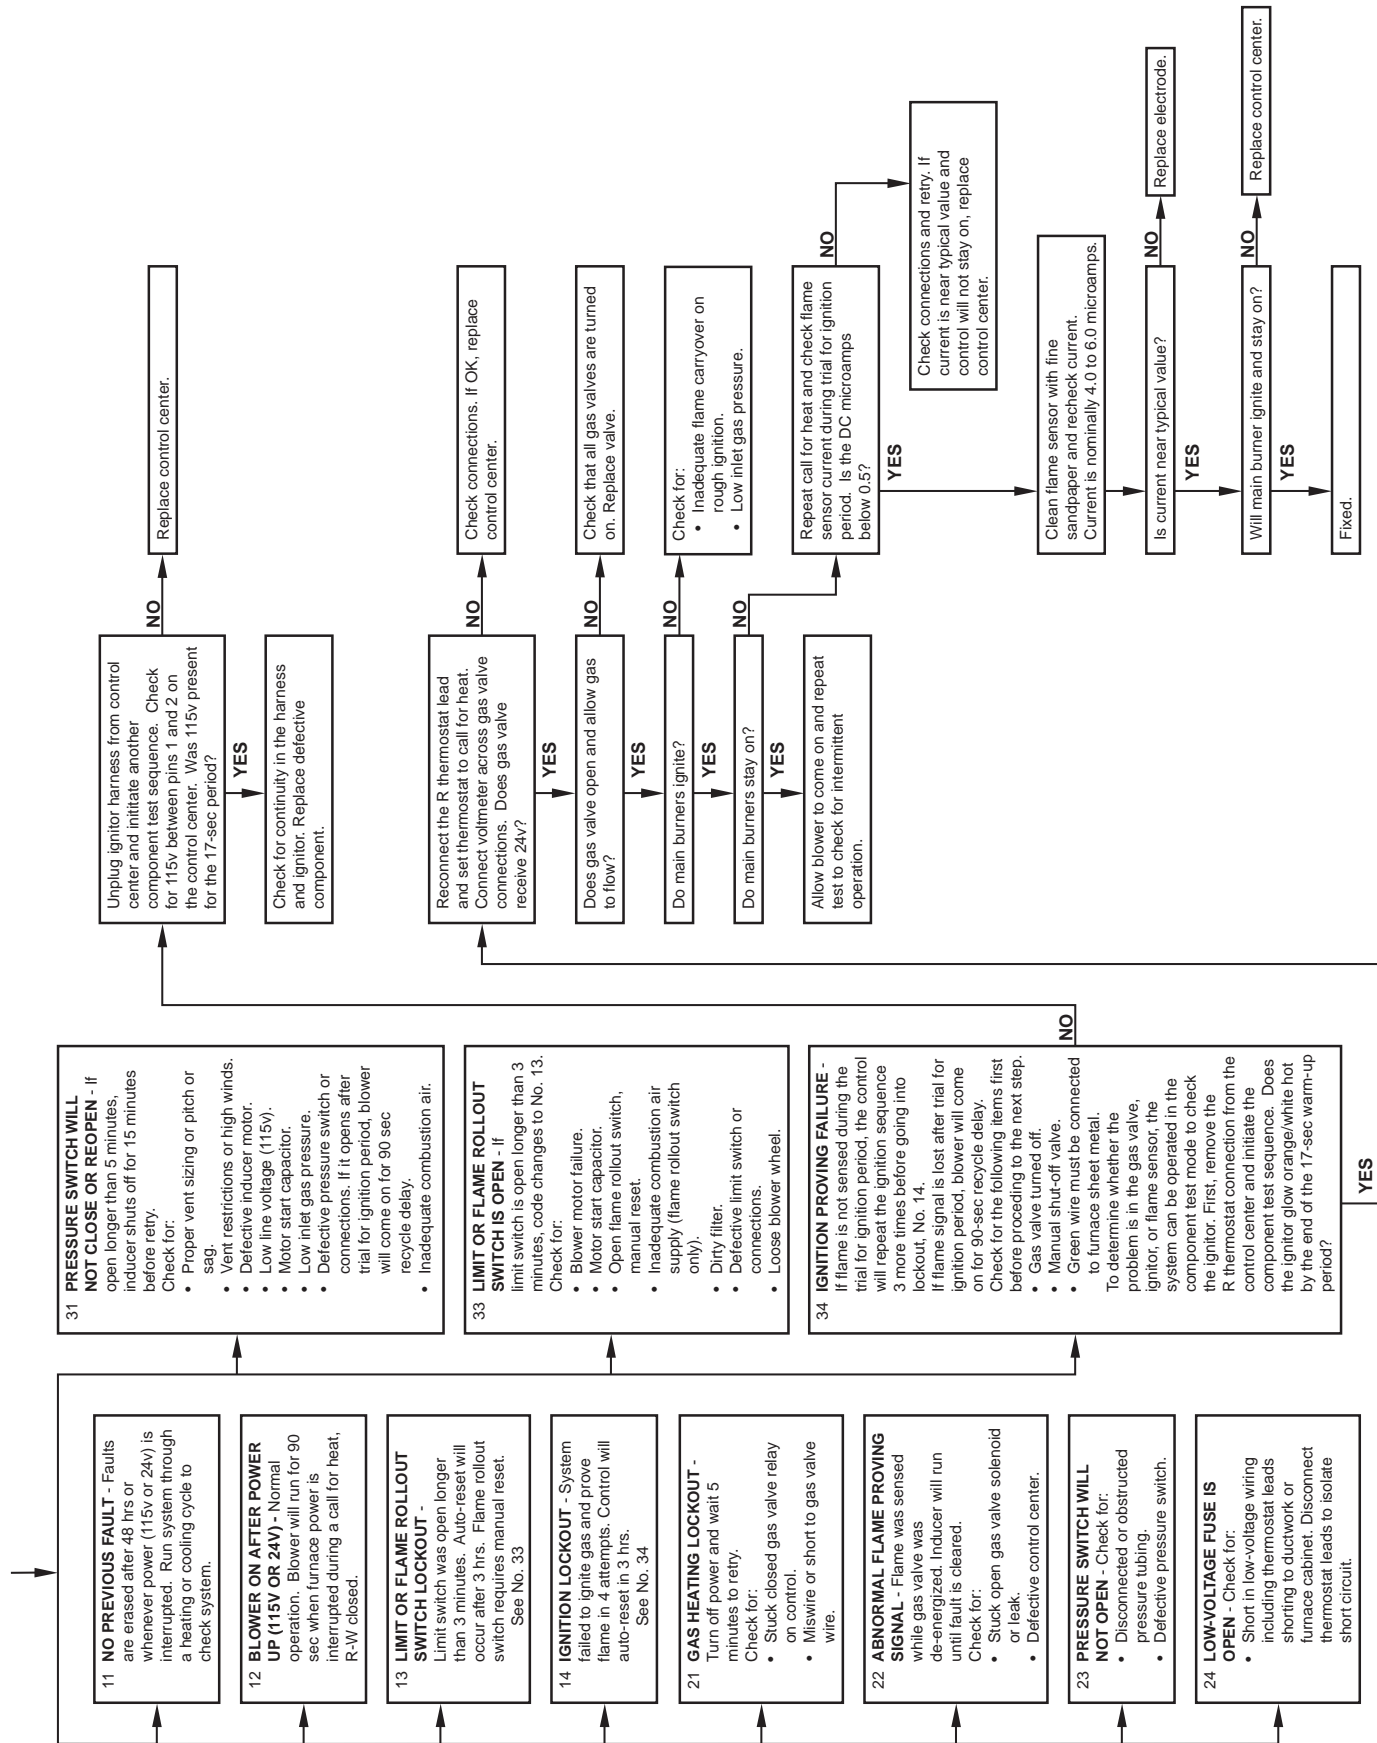 11 NO PREVIOUS FAULT - Faults
are erased after 48 hrs or
whenever power (115v or 24v) is
interrupted. Run system through
a heating or cooling cycle to
check system.
12 BLOWER ON AFTER POWER
UP (115V OR 24V) - Normal
operation. Blower will run for 90
sec when furnace power is
interrupted during a call for heat,
R-W closed.
13 LIMIT OR FLAME ROLLOUT
SWITCH LOCKOUT -
Limit switch was open longer
than 3 minutes. Auto-reset will
occur after 3 hrs. Flame rollout
switch requires manual reset.
See No. 33
14 IGNITION LOCKOUT - System
failed to ignite gas and prove
flame in 4 attempts. Control will
auto-reset in 3 hrs.
See No. 34
21 GAS HEATING LOCKOUT -
Turn off power and wait 5
minutes to retry.
Check for:
• Stuck closed gas valve relay
on control.
• Miswire or short to gas valve
wire.
22 ABNORMAL FLAME PROVING
SIGNAL - Flame was sensed
while gas valve was
de-energized. Inducer will run
until fault is cleared.
Check for:
• Stuck open gas valve solenoid
or leak.
• Defective control center.
23 PRESSURE SWITCH WILL
NOT OPEN - Check for:
• Disconnected or obstructed
pressure tubing.
• Defective pressure switch.
24 LOW-VOLTAGE FUSE IS
OPEN - Check for:
• Short in low-voltage wiring
including thermostat leads
shorting to ductwork or
furnace cabinet. Disconnect
thermostat leads to isolate
short circuit.
31 PRESSURE SWITCH WILL
NOT CLOSE OR REOPEN - If
open longer than 5 minutes,
inducer shuts off for 15 minutes
before retry.
Check for:
• Proper vent sizing or pitch or
sag.
• Vent restrictions or high winds.
• Defective inducer motor.
• Low line voltage (115v).
• Motor start capacitor.
• Low inlet gas pressure.
• Defective pressure switch or
connections. If it opens after
trial for ignition period, blower
will come on for 90 sec
recycle delay.
• Inadequate combustion air.
33 LIMIT OR FLAME ROLLOUT
SWITCH IS OPEN - If
limit switch is open longer than 3
minutes, code changes to No. 13.
Check for:
• Blower motor failure.
• Motor start capacitor.
• Open flame rollout switch,
manual reset.
• Inadequate combustion air
supply (flame rollout switch
only).
• Dirty filter.
• Defective limit switch or
connections.
• Loose blower wheel.
34 IGNITION PROVING FAILURE -
If flame is not sensed during the
trial for ignition period, the control
will repeat the ignition sequence
3 more times before going into
lockout, No. 14.
If flame signal is lost after trial for
ignition period, blower will come
on for 90-sec recycle delay.
Check for the following items first
before proceding to the next step.
• Gas valve turned off.
• Manual shut-off valve.
• Green wire must be connected
to furnace sheet metal.
To determine whether the
problem is in the gas valve,
ignitor, or flame sensor, the
system can be operated in the
component test mode to check
the ignitor. First, remove the
R thermostat connection from the
control center and initiate the
component test sequence. Does
the ignitor glow orange/white hot
by the end of the 17-sec warm-up
period?
NO
YES
Unplug ignitor harness from control
center and inititate another
component test sequence. Check
for 115v between pins 1 and 2 on
the control center. Was 115v present
for the 17-sec period?
NO
Replace control center.
YES
Check for continuity in the harness
and ignitor. Replace defective
component.
Reconnect the R thermostat lead
and set thermostat to call for heat.
Connect voltmeter across gas valve
connections. Does gas valve
receive 24v?
NO
Check connections. If OK, replace
control center.
YES
Does gas valve open and allow gas
to flow?
NO
Check that all gas valves are turned
on. Replace valve.
YES
Do main burners ignite?
NO
Check for:
• Inadequate flame carryover on
rough ignition.
• Low inlet gas pressure.
YES
Do main burners stay on?
NO
YES
Allow blower to come on and repeat
test to check for intermittent
operation.
Repeat call for heat and check flame
sensor current during trial for ignition
period. Is the DC microamps
below 0.5?
NO
Check connections and retry. If
current is near typical value and
control will not stay on, replace
control center.
YES
Clean flame sensor with fine
sandpaper and recheck current.
Current is nominally 4.0 to 6.0 microamps.
Is current near typical value?
NO
Replace electrode.
YES
Will main burner ignite and stay on?
NO
Replace control center.
YES
Fixed.